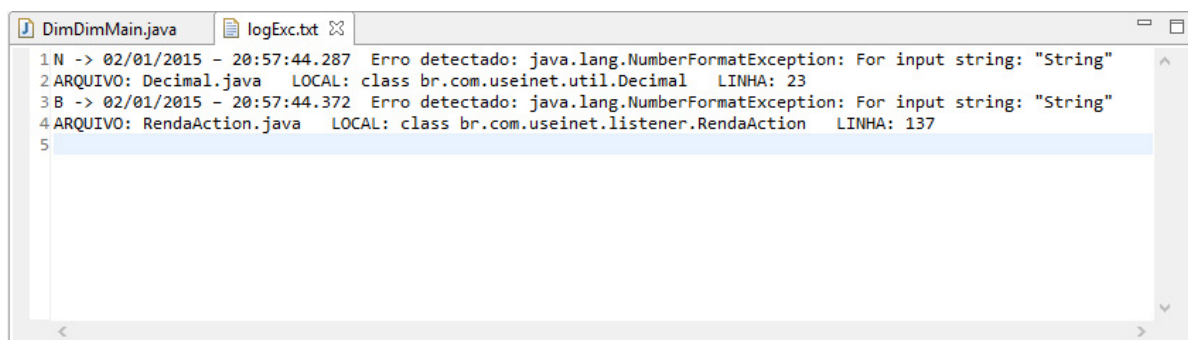 DimDimMain.java logExc.txt
1 N -> 02/01/2015 - 20:57:44.287 Erro detectado: java.lang.NumberFormatException: For input string: "String"
2 ARQUIVO: Decimal.java LOCAL: class br.com.useinet.util.Decimal LINHA: 23
3 B -> 02/01/2015 - 20:57:44.372 Erro detectado: java.lang.NumberFormatException: For input string: "String"
4 ARQUIVO: RendaAction.java LOCAL: class br.com.useinet.listener.RendaAction LINHA: 137
5